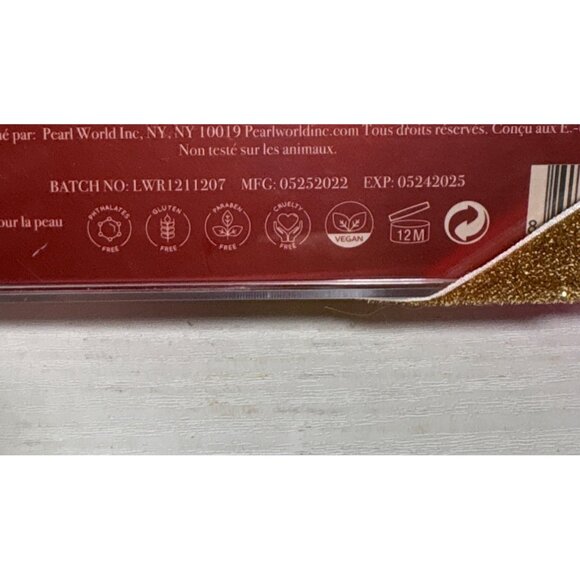 par: Pearl World Inc, NY, NY 10019 Pearlworldinc.com Tous droits réservés. Conçu aux É.-
Non testé sur les animaux.
BATCH NO: LWR1211207 MFG: 05252022 EXP: 05242025
pour la peau
PHTHALATES FREE
GLUTEN FREE
PARABEN FREE
CRUELTY FREE
VEGAN
12M
8